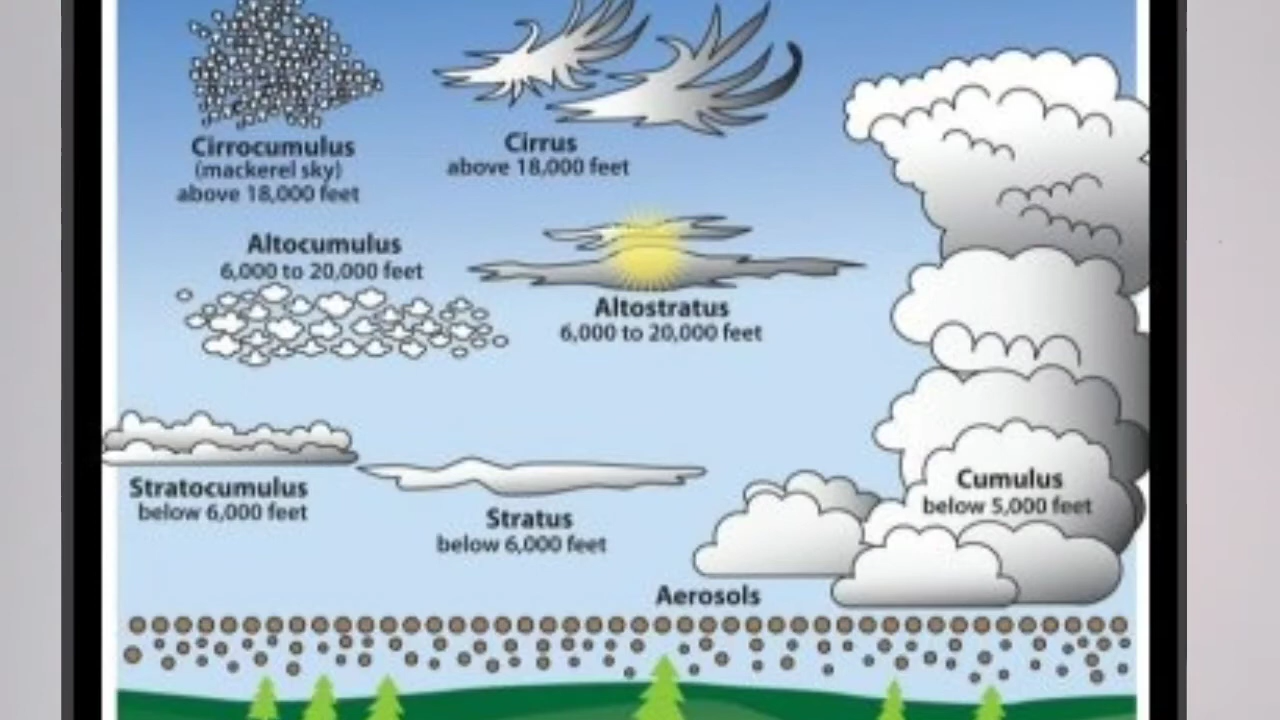 Cirrocumulus
(mackerel sky)
above 18,000 feet
Cirrus
above 18,000 feet
Altocumulus
6,000 to 20,000 feet
Altostratus
6,000 to 20,000 feet
Stratocumulus
below 6,000 feet
Stratus
below 6,000 feet
Cumulus
below 5,000 feet
Aerosols